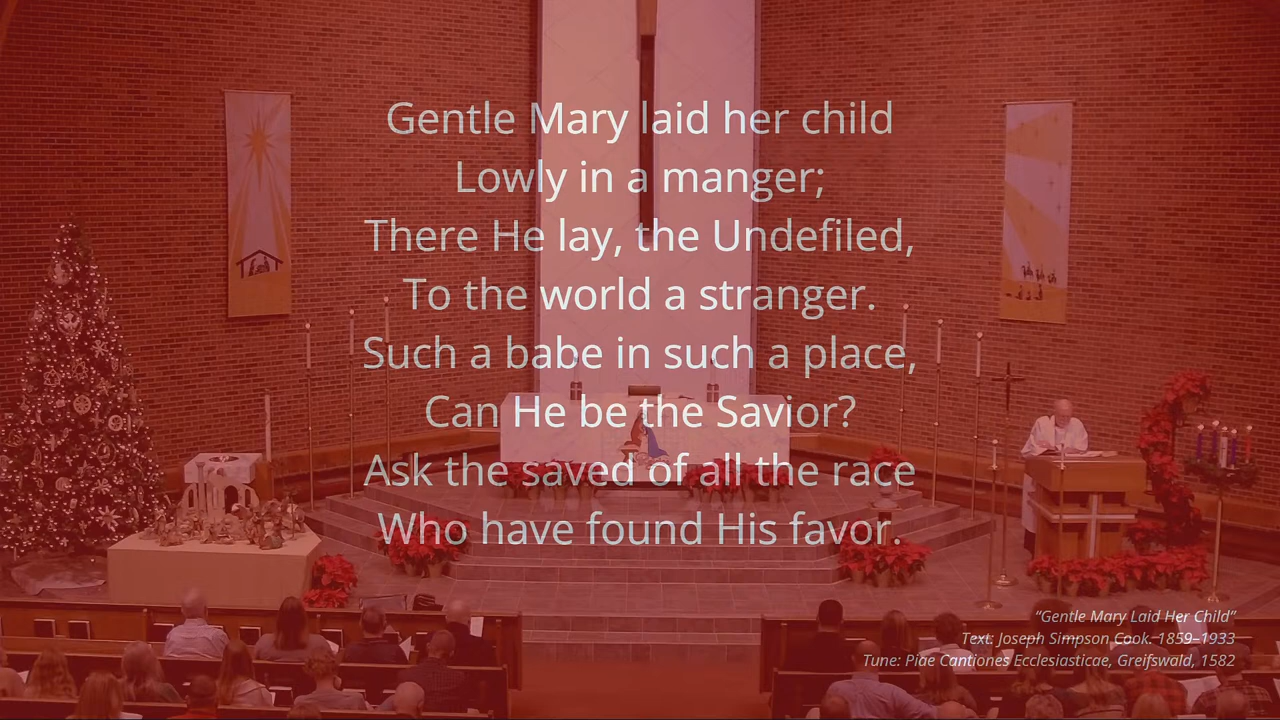 Gentle Mary laid her child
Lowly in a manger;
There He lay, the Undefiled,
To the world a stranger.
Such a babe in such a place,
Can He be the Savior?
Ask the saved of all the race
Who have found His favor.
“Gentle Mary Laid Her Child”
Text: Joseph Simpson Cook. 1859–1933
Tune: Piae Cantiones Ecclesiasticae, Greifswald, 1582